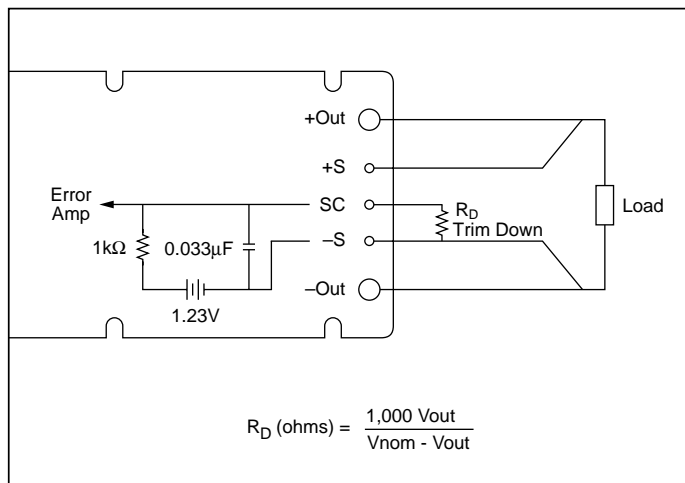 +Out
+S
Error
Amp
SC
R_D
Trim Down
Load
1kΩ
0.033µF
–S
–Out
1.23V
R_D (ohms) = 1,000 Vout
Vnom - Vout